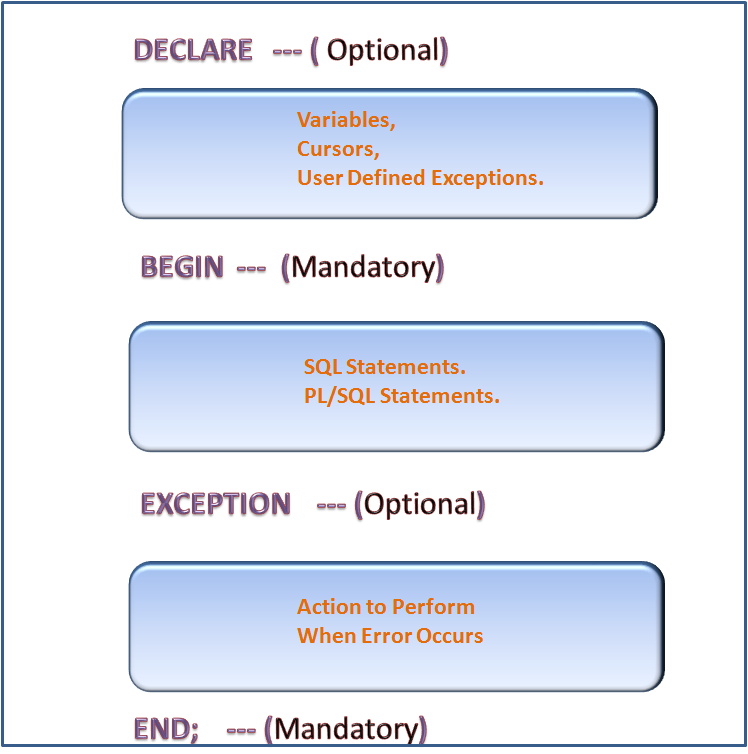 DECLARE --- ( Optional)
Variables,
Cursors,
User Defined Exceptions.
BEGIN --- (Mandatory)
SQL Statements.
PL/SQL Statements.
EXCEPTION --- (Optional)
Action to Perform
When Error Occurs
END; --- (Mandatory)